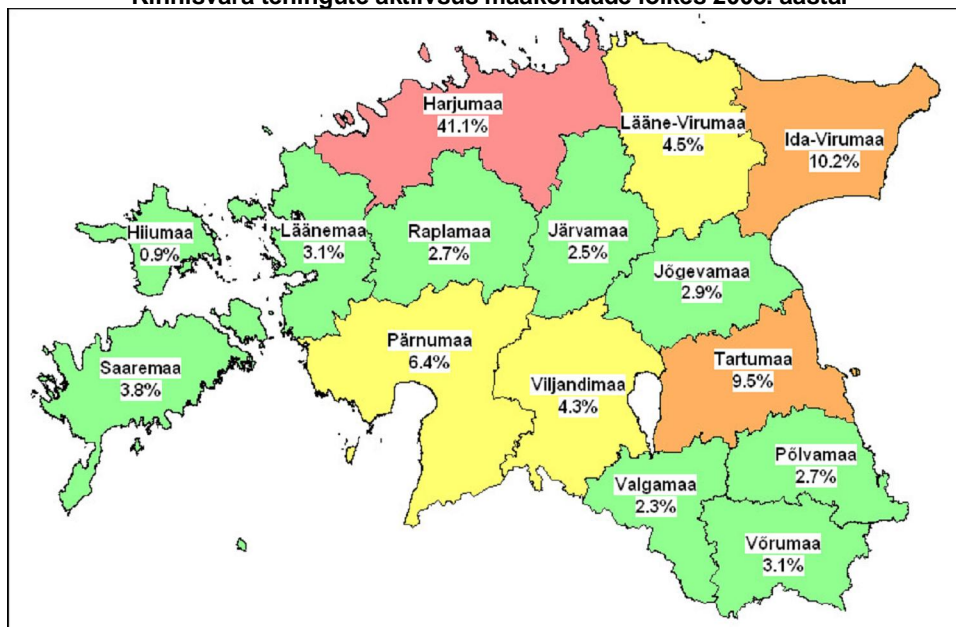 Kinnisvara tehingute aktiivsus maakondade lõikes
Harjumaa
41.1%
Lääne-Virumaa
4.5%
Ida-Virumaa
10.2%
Hiiumaa
0.9%
Läänemaa
3.1%
Raplamaa
2.7%
Järvamaa
2.5%
Jõgevamaa
2.9%
Saaremaa
3.8%
Pärnumaa
6.4%
Viljandimaa
4.3%
Tartumaa
9.5%
Valgamaa
2.3%
Põlvamaa
2.7%
Võrumaa
3.1%